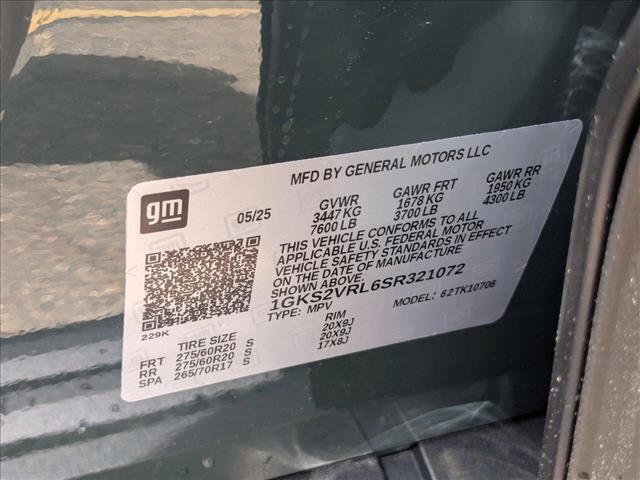 MFD BY GENERAL MOTORS LLC
gm
05/25
GVWR GAWR FRT GAWR RR
3447 KG 1678 KG 1950 KG
7600 LB 3700 LB 4300 LB
THIS VEHICLE CONFORMS TO ALL
APPLICABLE U.S. FEDERAL MOTOR
VEHICLE SAFETY STANDARDS IN EFFECT
ON THE DATE OF MANUFACTURE
SHOWN ABOVE.
1GKS2VRL6SR321072
TYPE: MPV MODEL: 62TK10706
229K
TIRE SIZE RIM
FRT 275/60R20 S 20X9J
RR 275/60R20 S 20X9J
SPA 265/70R17 S 17X8J